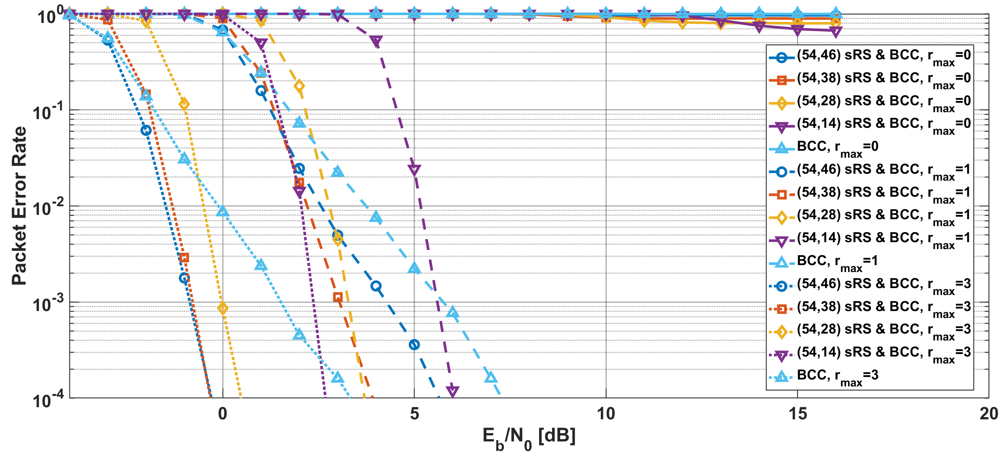 10^0
10^-1
10^-2
10^-3
10^-4
Packet Error Rate
0 5 10 15 20
E_b/N_0 [dB]
(54,46) sRS & BCC, r_max=0
(54,38) sRS & BCC, r_max=0
(54,28) sRS & BCC, r_max=0
(54,14) sRS & BCC, r_max=0
BCC, r_max=0
(54,46) sRS & BCC, r_max=1
(54,38) sRS & BCC, r_max=1
(54,28) sRS & BCC, r_max=1
(54,14) sRS & BCC, r_max=1
BCC, r_max=1
(54,46) sRS & BCC, r_max=3
(54,38) sRS & BCC, r_max=3
(54,28) sRS & BCC, r_max=3
(54,14) sRS & BCC, r_max=3
BCC, r_max=3